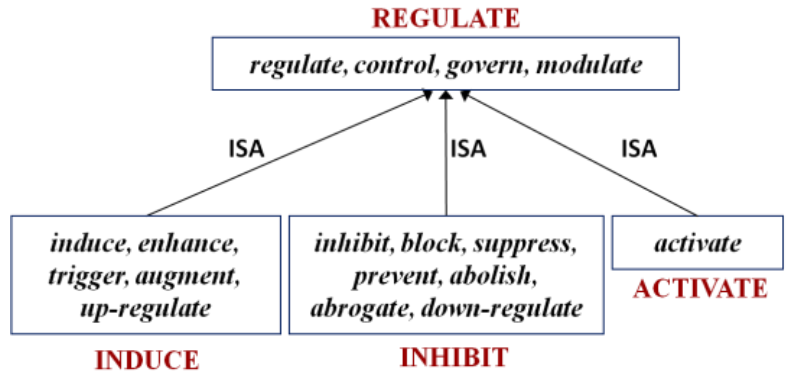 REGULATE
regulate, control, govern, modulate
ISA
ISA
ISA
induce, enhance,
trigger, augment,
up-regulate
INDUCE
inhibit, block, suppress,
prevent, abolish,
abrogate, down-regulate
INHIBIT
activate
ACTIVATE